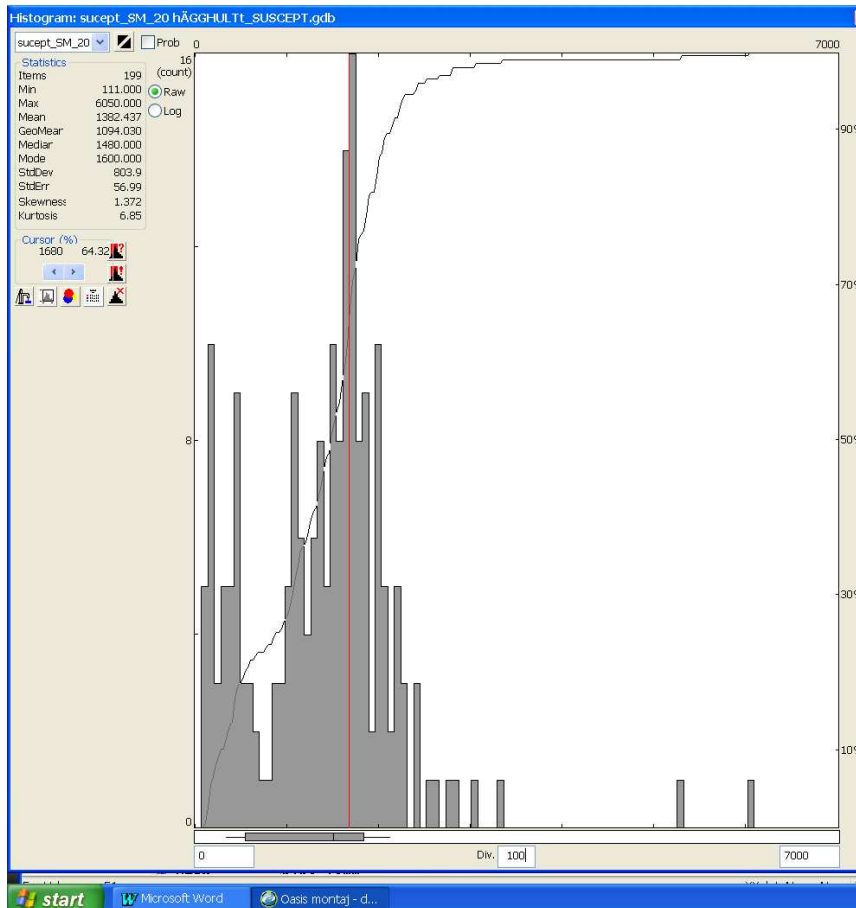 Histogram: sucept_SM_20 hÄGGHULTt_SUSCEPT.gdb
sucept_SM_20 Prob 0 7000
Statistics
Items 199
Min 111.000
Max 6050.000
Mean 1382.437
GeoMear 1094.030
Mediar 1480.000
Mode 1600.000
StdDev 803.9
StdErr 56.99
Skewness 1.372
Kurtosis 6.85
16
(count)
Raw
Log
Cursor (%)
1680 64.32
90%
70%
8
50%
30%
10%
0
0 Div. 100 7000
start Microsoft Word Oasis montaj - d...